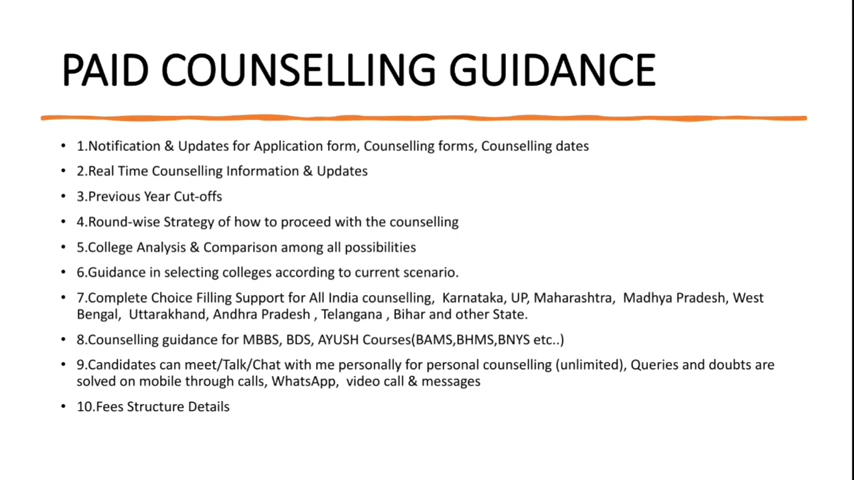 PAID COUNSELLING GUIDANCE
• 1.Notification & Updates for Application form, Counselling forms, Counselling dates
• 2.Real Time Counselling Information & Updates
• 3.Previous Year Cut-offs
• 4.Round-wise Strategy of how to proceed with the counselling
• 5.College Analysis & Comparison among all possibilities
• 6.Guidance in selecting colleges according to current scenario.
• 7.Complete Choice Filling Support for All India counselling, Karnataka, UP, Maharashtra, Madhya Pradesh, West
Bengal, Uttarakhand, Andhra Pradesh , Telangana , Bihar and other State.
• 8.Counselling guidance for MBBS, BDS, AYUSH Courses(BAMS,BHMS,BNYS etc..)
• 9.Candidates can meet/Talk/Chat with me personally for personal counselling (unlimited), Queries and doubts are
solved on mobile through calls, WhatsApp, video call & messages
• 10.Fees Structure Details